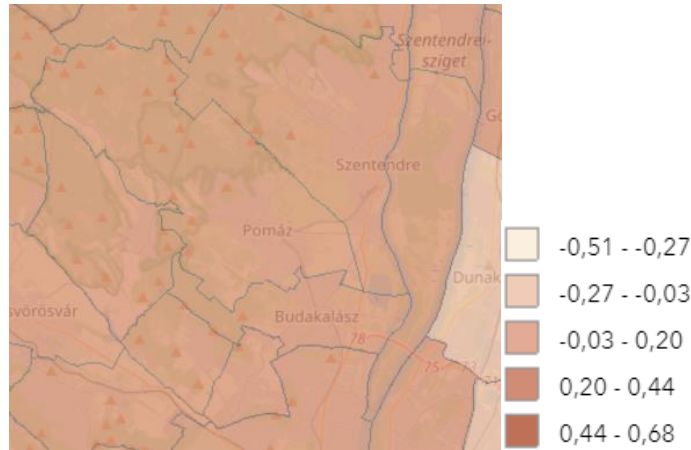 Szentendrei-
sziget
Gö
Szentendre
Pomáz
Dunak
svörösvár
Budakalász
78
75
-0,51 - -0,27
-0,27 - -0,03
-0,03 - 0,20
0,20 - 0,44
0,44 - 0,68